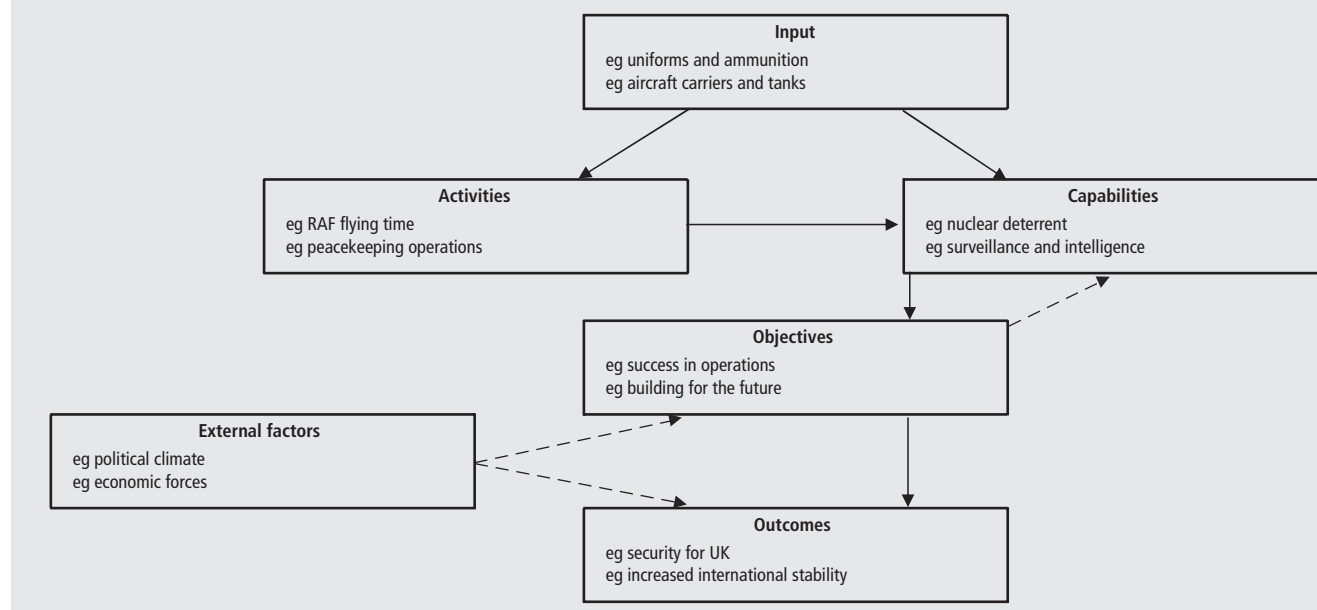 Input
eg uniforms and ammunition
eg aircraft carriers and tanks
Activities
eg RAF flying time
eg peacekeeping operations
Capabilities
eg nuclear deterrent
eg surveillance and intelligence
Objectives
eg success in operations
eg building for the future
External factors
eg political climate
eg economic forces
Outcomes
eg security for UK
eg increased international stability